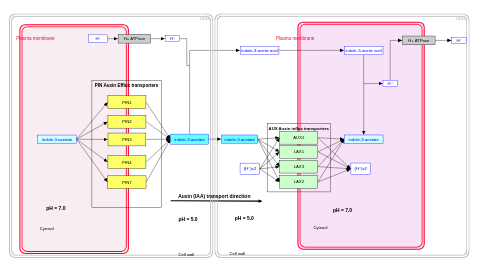 CELL
CELL
Plasma membrane
H⁺
H+ ATPase
H⁺
Plasma membrane
H+ ATPase
H⁺
indole-3-acetic acid
indole-3-acetic acid
PIN Auxin Efflux transporters
H⁺
PIN1
PIN2
PIN3
PIN4
PIN7
indole-3-acetate
indole-3-acetate
indole-3-acetate
AUX Auxin influx transporters
AUX1
LAX1
LAX3
LAX2
indole-3-acetate
(H⁺)x2
(H⁺)x2
Auxin (IAA) transport direction
pH = 7.0
pH = 5.0
pH = 5.0
pH = 7.0
Cytosol
Cytosol
Cell wall
Cell wall